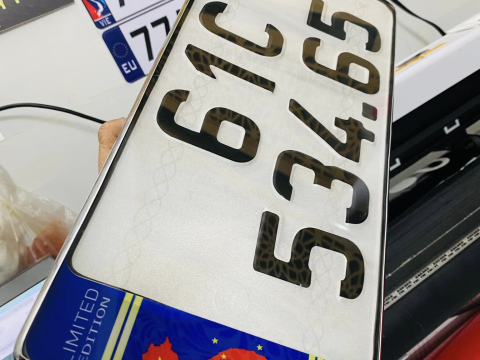 61C
534.65
LIMITED
EDITION
VIE
77
EU